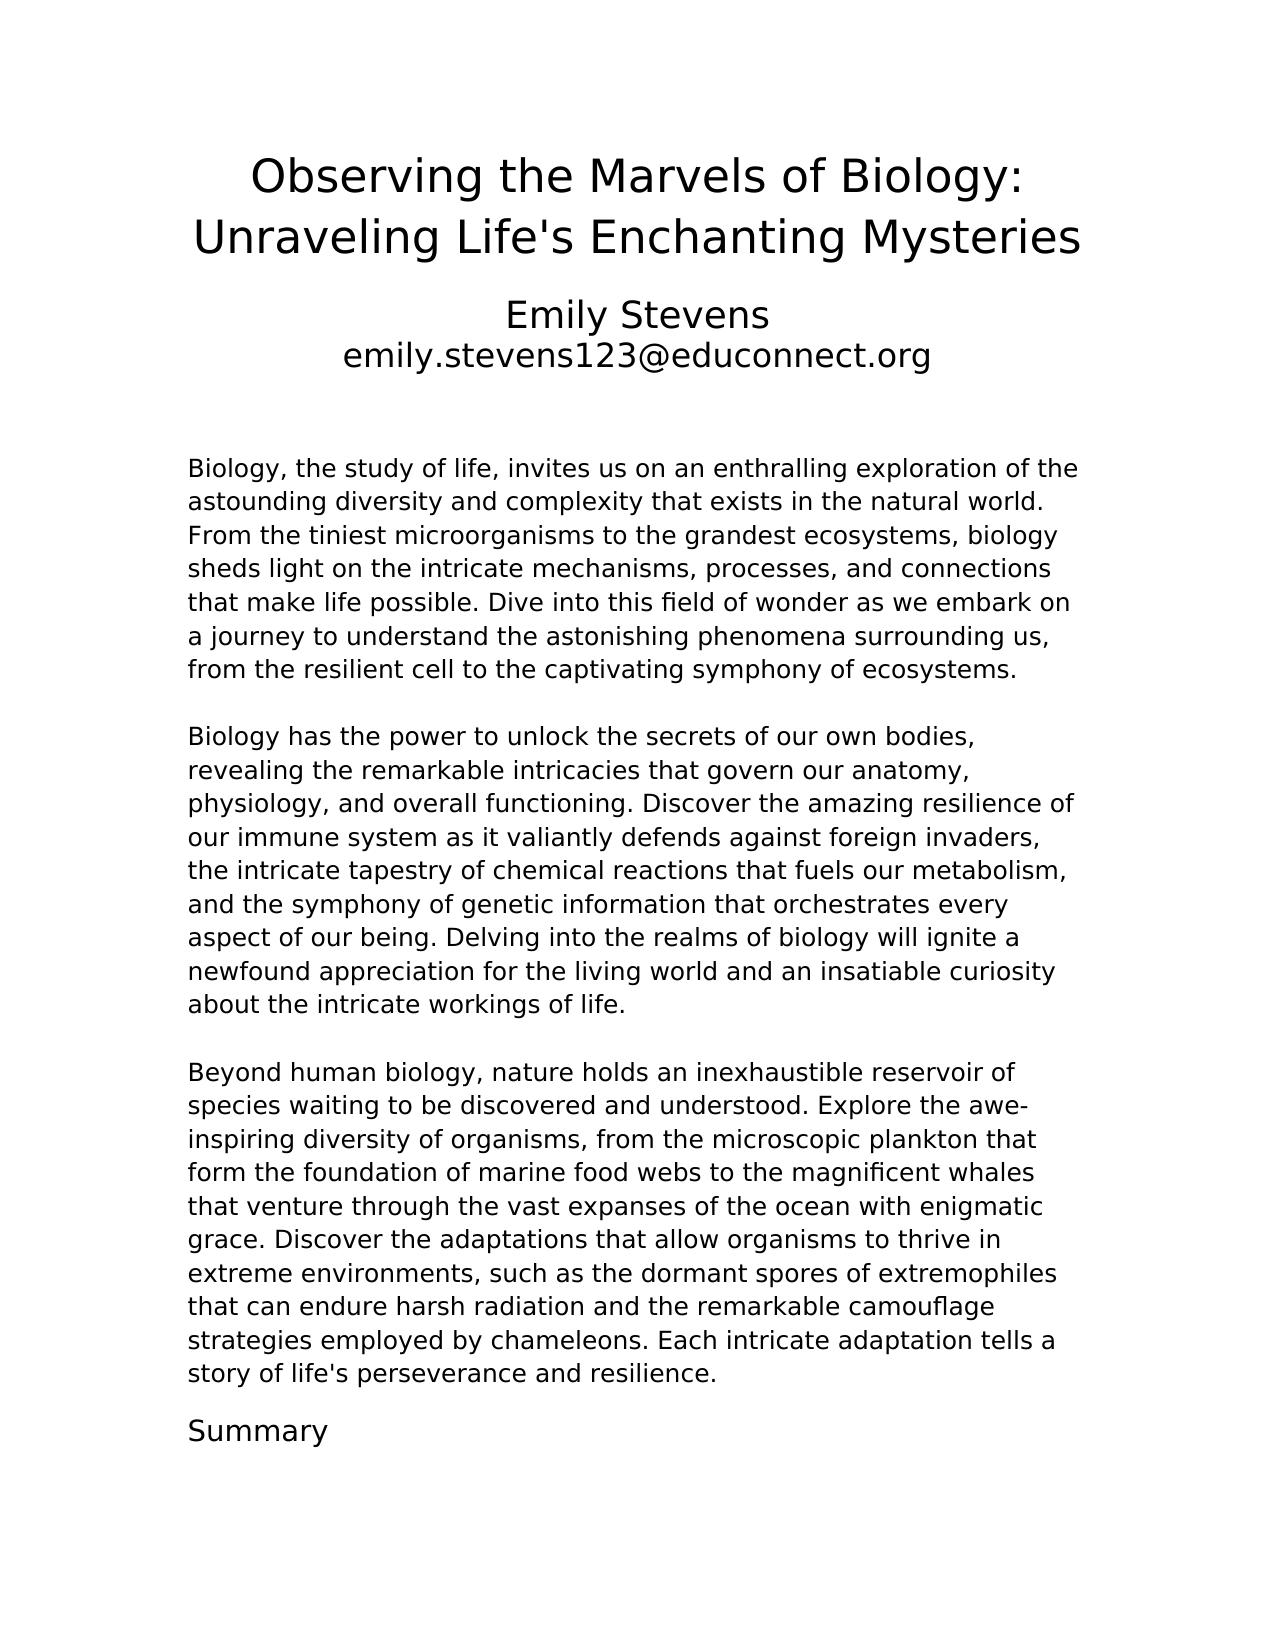 Observing the Marvels of Biology:
Unraveling Life's Enchanting Mysteries
Emily Stevens
emily.stevens123@educonnect.org
Biology, the study of life, invites us on an enthralling exploration of the
astounding diversity and complexity that exists in the natural world.
From the tiniest microorganisms to the grandest ecosystems, biology
sheds light on the intricate mechanisms, processes, and connections
that make life possible. Dive into this field of wonder as we embark on
a journey to understand the astonishing phenomena surrounding us,
from the resilient cell to the captivating symphony of ecosystems.
Biology has the power to unlock the secrets of our own bodies,
revealing the remarkable intricacies that govern our anatomy,
physiology, and overall functioning. Discover the amazing resilience of
our immune system as it valiantly defends against foreign invaders,
the intricate tapestry of chemical reactions that fuels our metabolism,
and the symphony of genetic information that orchestrates every
aspect of our being. Delving into the realms of biology will ignite a
newfound appreciation for the living world and an insatiable curiosity
about the intricate workings of life.
Beyond human biology, nature holds an inexhaustible reservoir of
species waiting to be discovered and understood. Explore the awe-
inspiring diversity of organisms, from the microscopic plankton that
form the foundation of marine food webs to the magnificent whales
that venture through the vast expanses of the ocean with enigmatic
grace. Discover the adaptations that allow organisms to thrive in
extreme environments, such as the dormant spores of extremophiles
that can endure harsh radiation and the remarkable camouflage
strategies employed by chameleons. Each intricate adaptation tells a
story of life's perseverance and resilience.
Summary